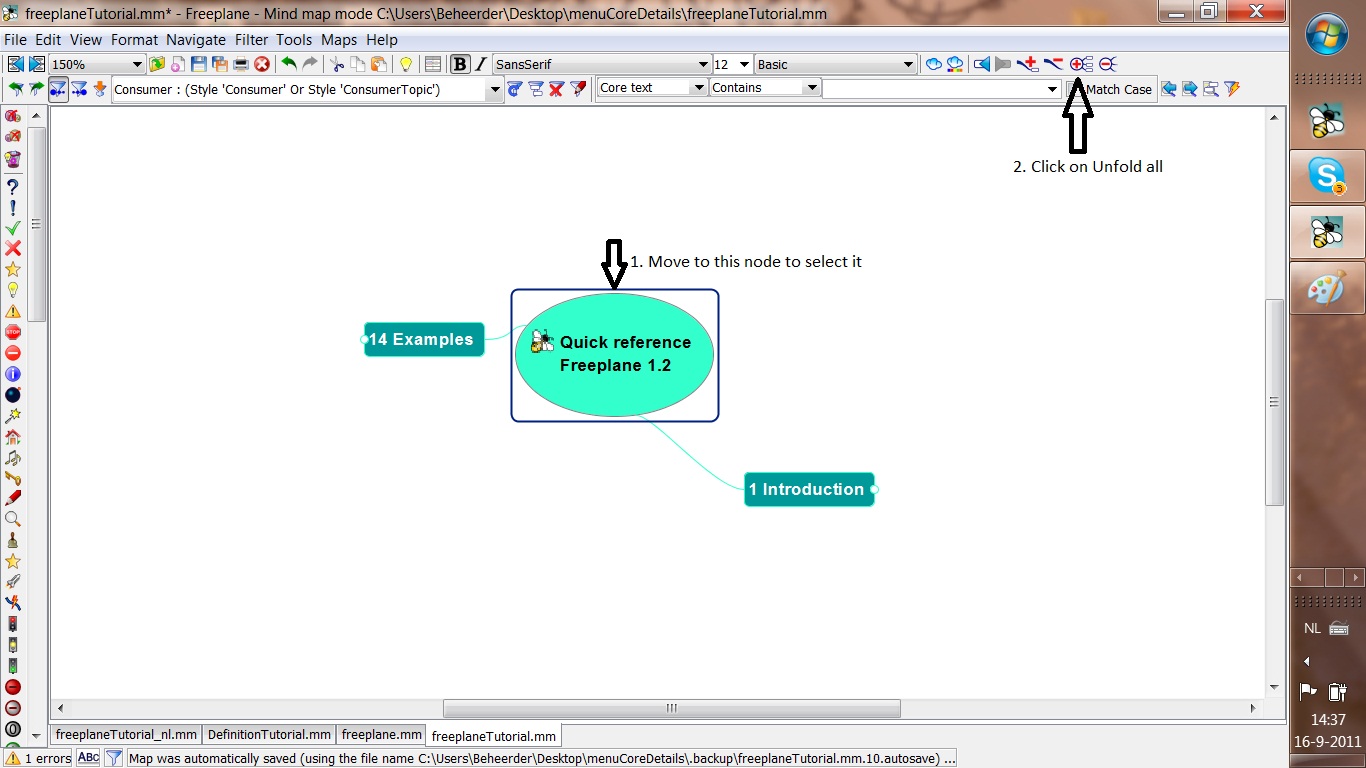 freeplaneTutorial.mm* - Freeplane - Mind map mode C:\Users\Beheerder\Desktop\menuCoreDetails\freeplaneTutorial.mm
File Edit View Format Navigate Filter Tools Maps Help
150% B I SansSerif 12 Basic
Consumer : (Style 'Consumer' Or Style 'ConsumerTopic') Core text Contains Match Case
2. Click on Unfold all
1. Move to this node to select it
14 Examples
Quick reference
Freeplane 1.2
1 Introduction
STOP
S
3
NL
14:37
16-9-2011
freeplaneTutorial_nl.mm DefinitionTutorial.mm freeplane.mm freeplaneTutorial.mm
1 errors ABC Map was automatically saved (using the file name C:\Users\Beheerder\Desktop\menuCoreDetails\.backup\freeplaneTutorial.mm.10.autosave) ...